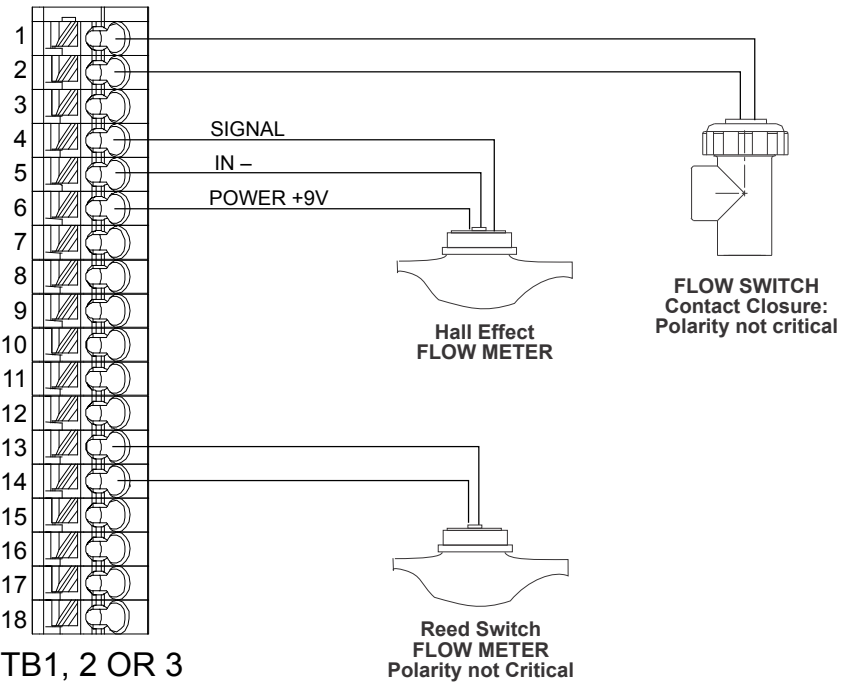 1
2
3
4
5
6
7
8
9
10
11
12
13
14
15
16
17
18
TB1, 2 OR 3
SIGNAL
IN –
POWER +9V
Hall Effect
FLOW METER
FLOW SWITCH
Contact Closure:
Polarity not critical
Reed Switch
FLOW METER
Polarity not Critical